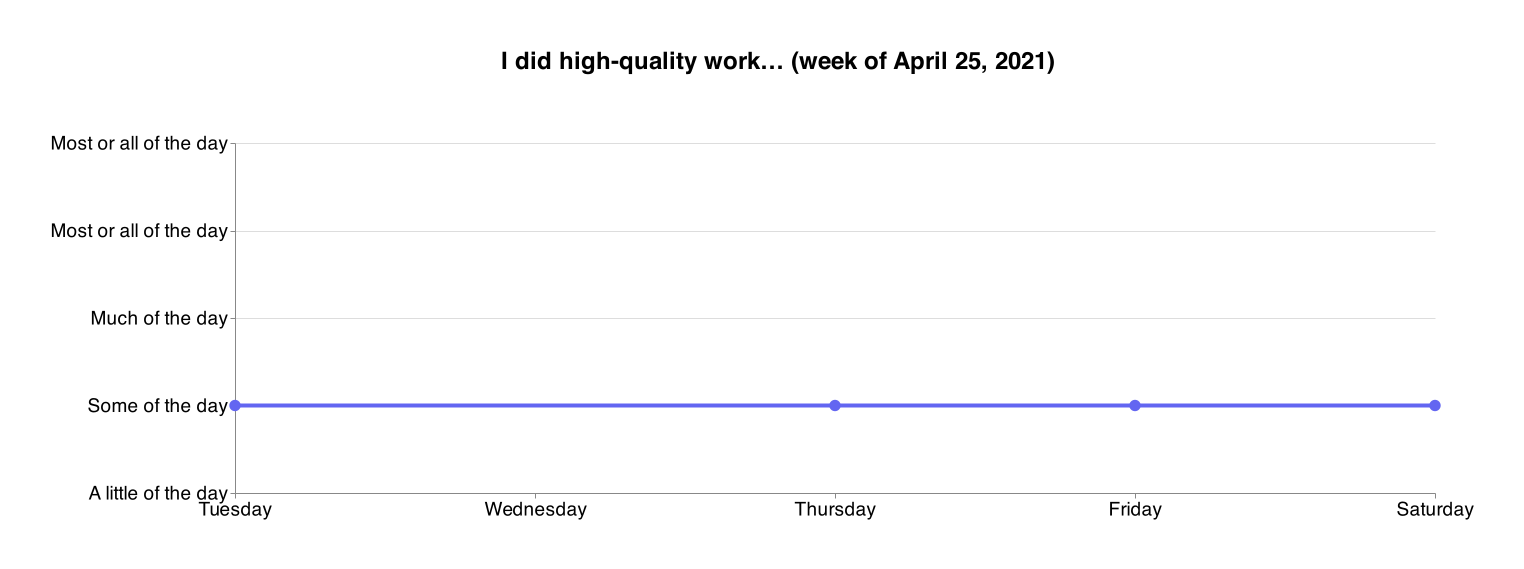 I did high-quality work… (week of April 25, 2021)
Most or all of the day
Most or all of the day
Much of the day
Some of the day
A little of the day
Tuesday Wednesday Thursday Friday Saturday